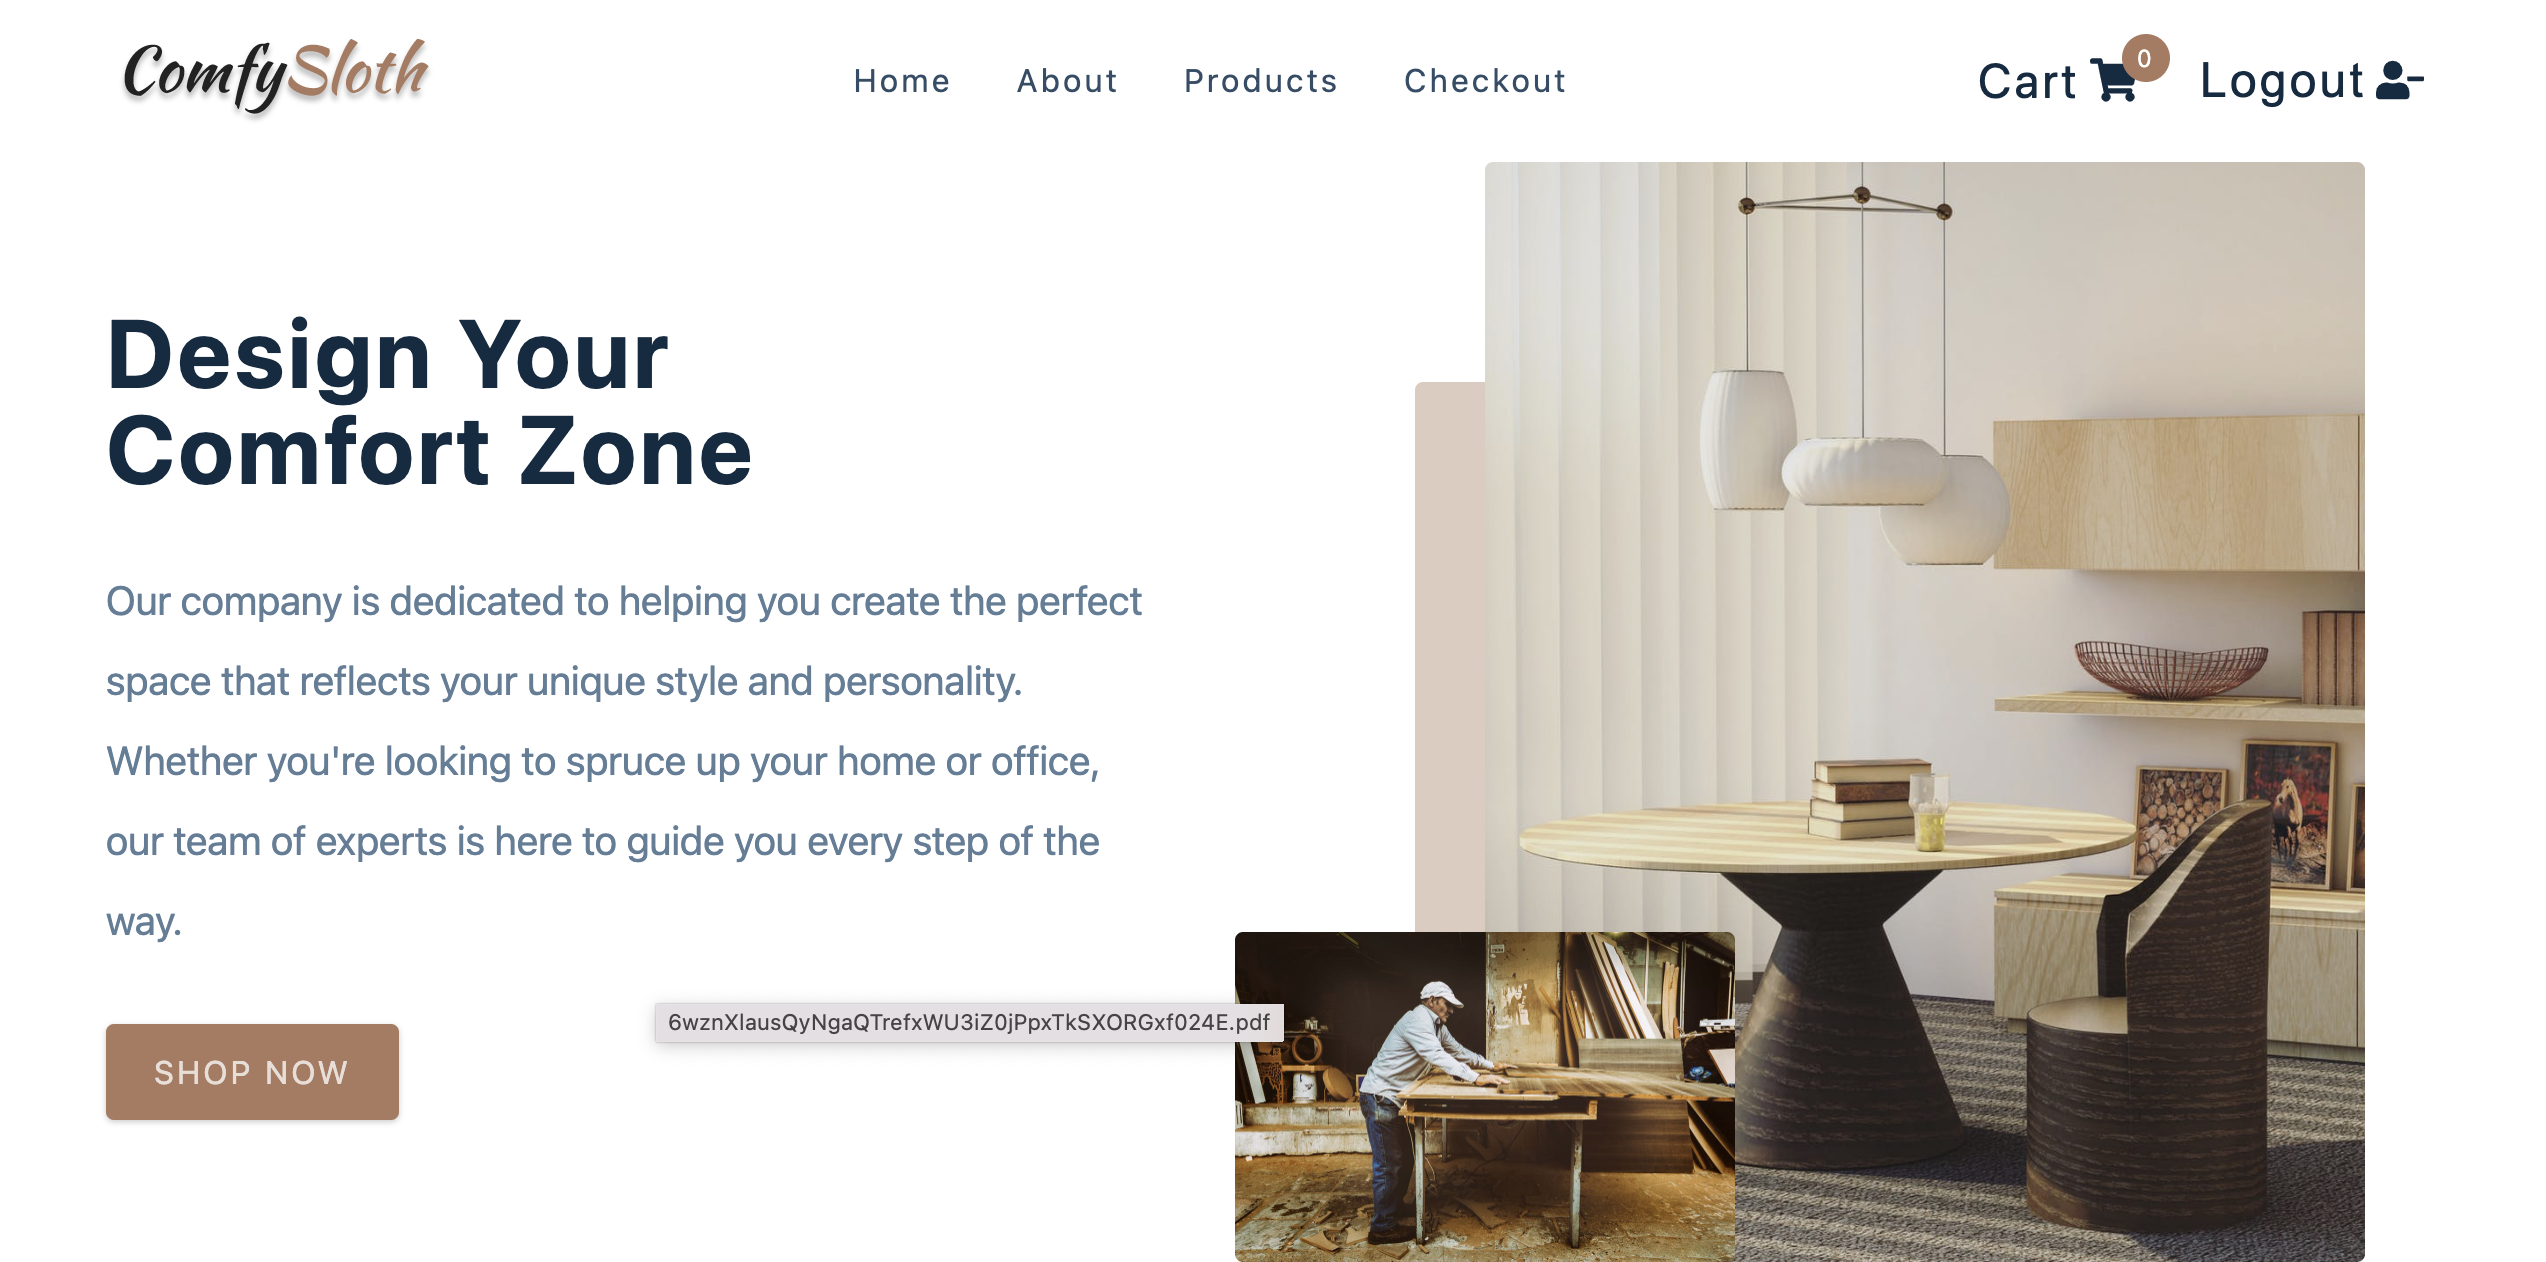 ComfySloth
Home About Products Checkout
Cart 0 Logout
Design Your
Comfort Zone
Our company is dedicated to helping you create the perfect
space that reflects your unique style and personality.
Whether you're looking to spruce up your home or office,
our team of experts is here to guide you every step of the
way.
6wznXlausQyNgaQTrefxWU3iZ0jPpxTkSXORGxf024E.pdf
SHOP NOW